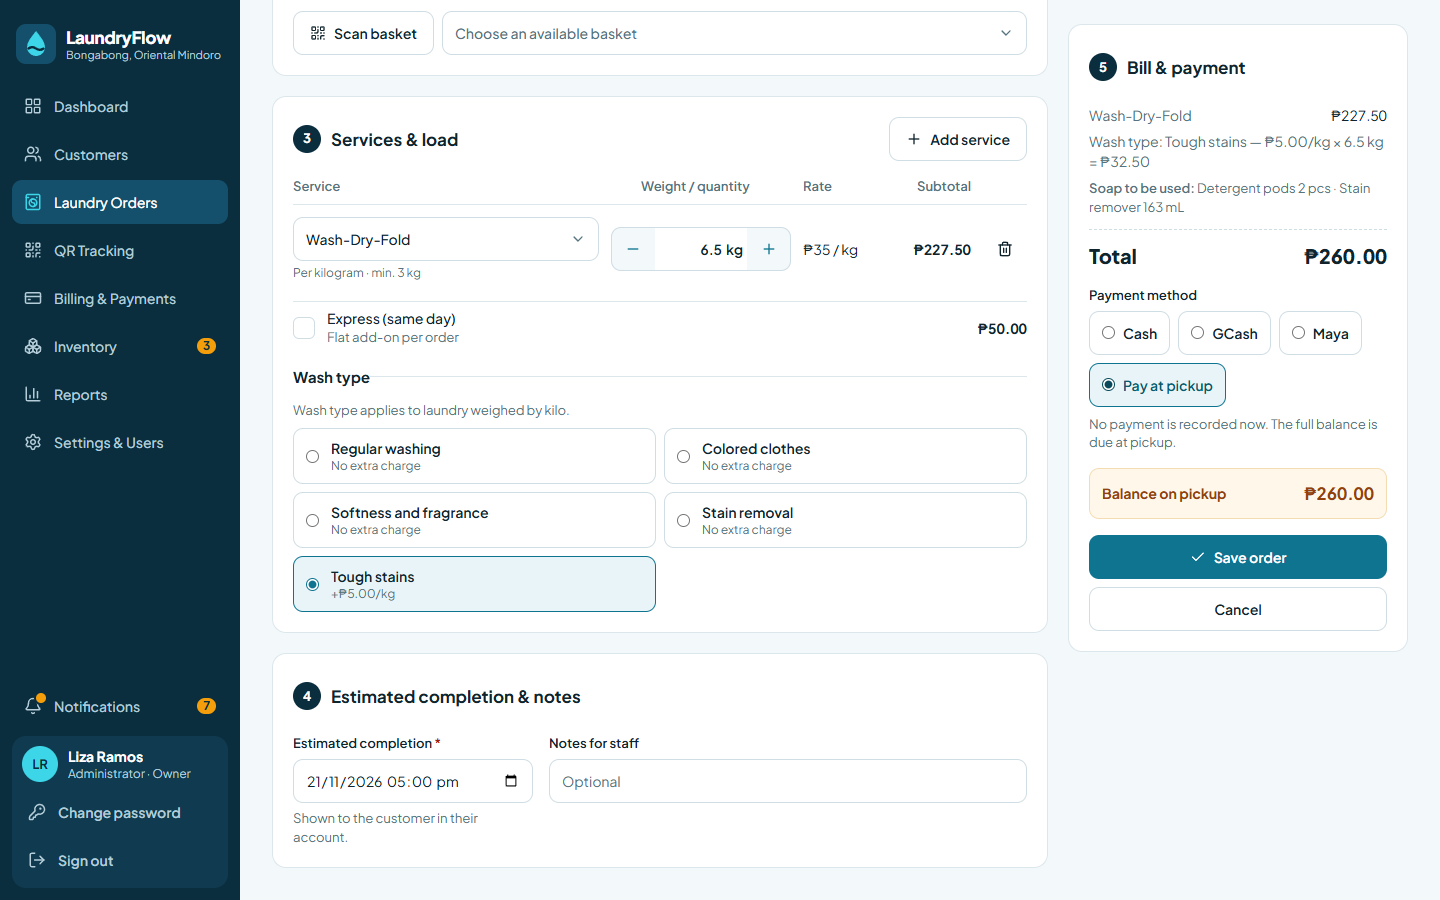 LaundryFlow
Bongabong, Oriental Mindoro
Dashboard
Customers
Laundry Orders
QR Tracking
Billing & Payments
Inventory 3
Reports
Settings & Users
Notifications 7
LR
Liza Ramos
Administrator · Owner
Change password
Sign out
Scan basket
Choose an available basket
3 Services & load
+ Add service
Service Weight / quantity Rate Subtotal
Wash-Dry-Fold − 6.5 kg + ₱35 / kg ₱227.50
Per kilogram · min. 3 kg
Express (same day)
Flat add-on per order
₱50.00
Wash type
Wash type applies to laundry weighed by kilo.
Regular washing
No extra charge
Colored clothes
No extra charge
Softness and fragrance
No extra charge
Stain removal
No extra charge
Tough stains
+₱5.00/kg
4 Estimated completion & notes
Estimated completion *
21/11/2026 05:00 pm
Shown to the customer in their
account.
Notes for staff
Optional
5 Bill & payment
Wash-Dry-Fold ₱227.50
Wash type: Tough stains — ₱5.00/kg × 6.5 kg
= ₱32.50
Soap to be used: Detergent pods 2 pcs · Stain
remover 163 mL
Total ₱260.00
Payment method
Cash GCash Maya
Pay at pickup
No payment is recorded now. The full balance is
due at pickup.
Balance on pickup ₱260.00
Save order
Cancel